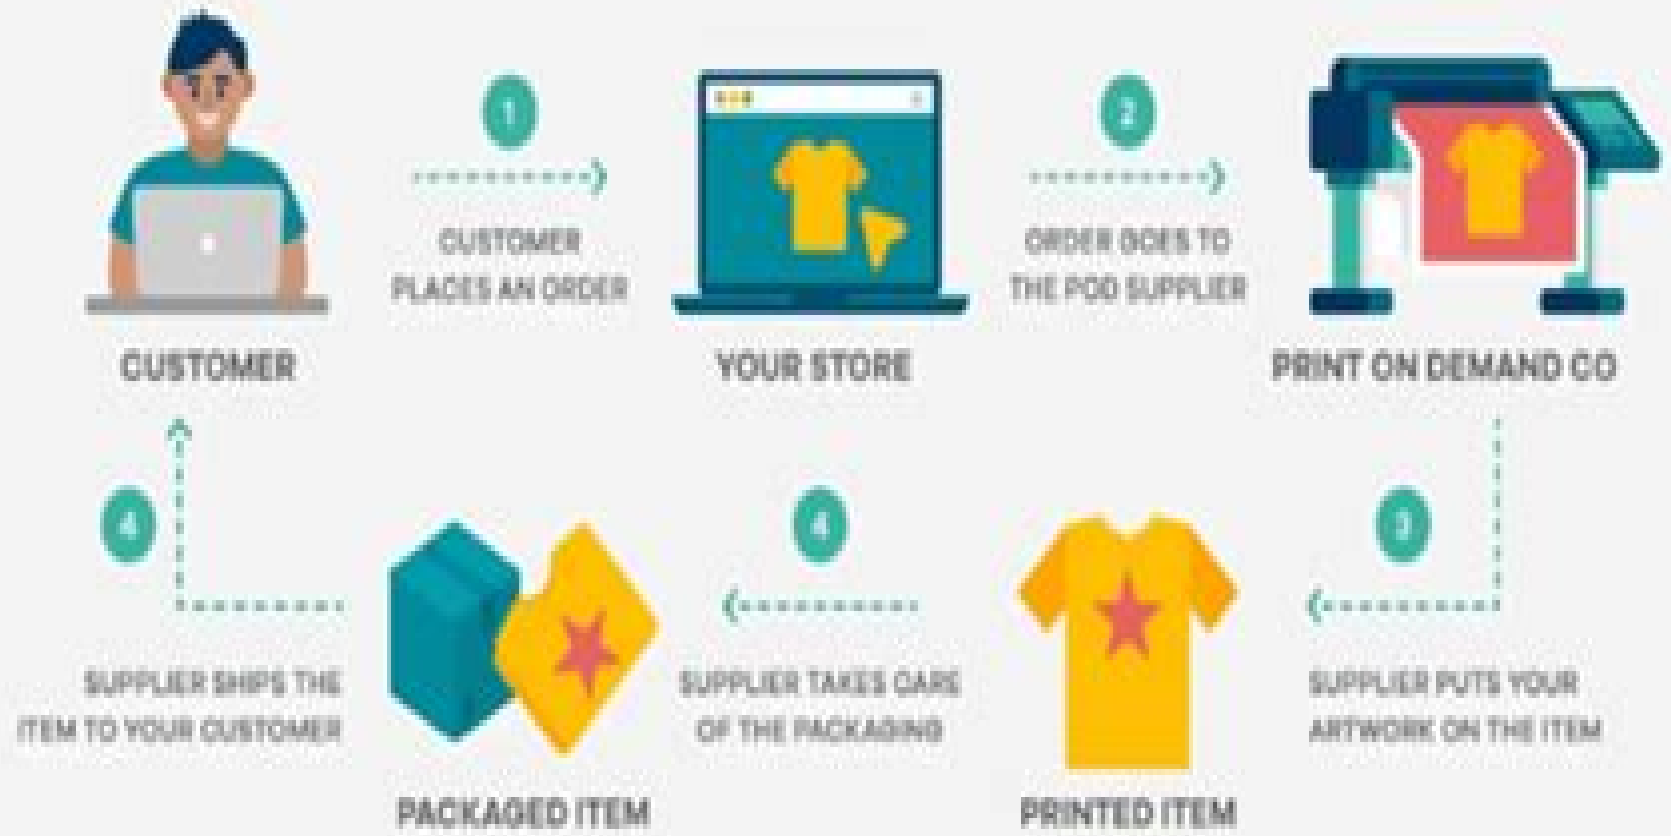 1
CUSTOMER
PLACES AN ORDER
2
ORDER GOES TO
THE POD SUPPLIER
CUSTOMER
YOUR STORE
PRINT ON DEMAND CO
3
SUPPLIER PUTS YOUR
ARTWORK ON THE ITEM
PRINTED ITEM
4
SUPPLIER TAKES CARE
OF THE PACKAGING
PACKAGED ITEM
4
SUPPLIER SHIPS THE
ITEM TO YOUR CUSTOMER